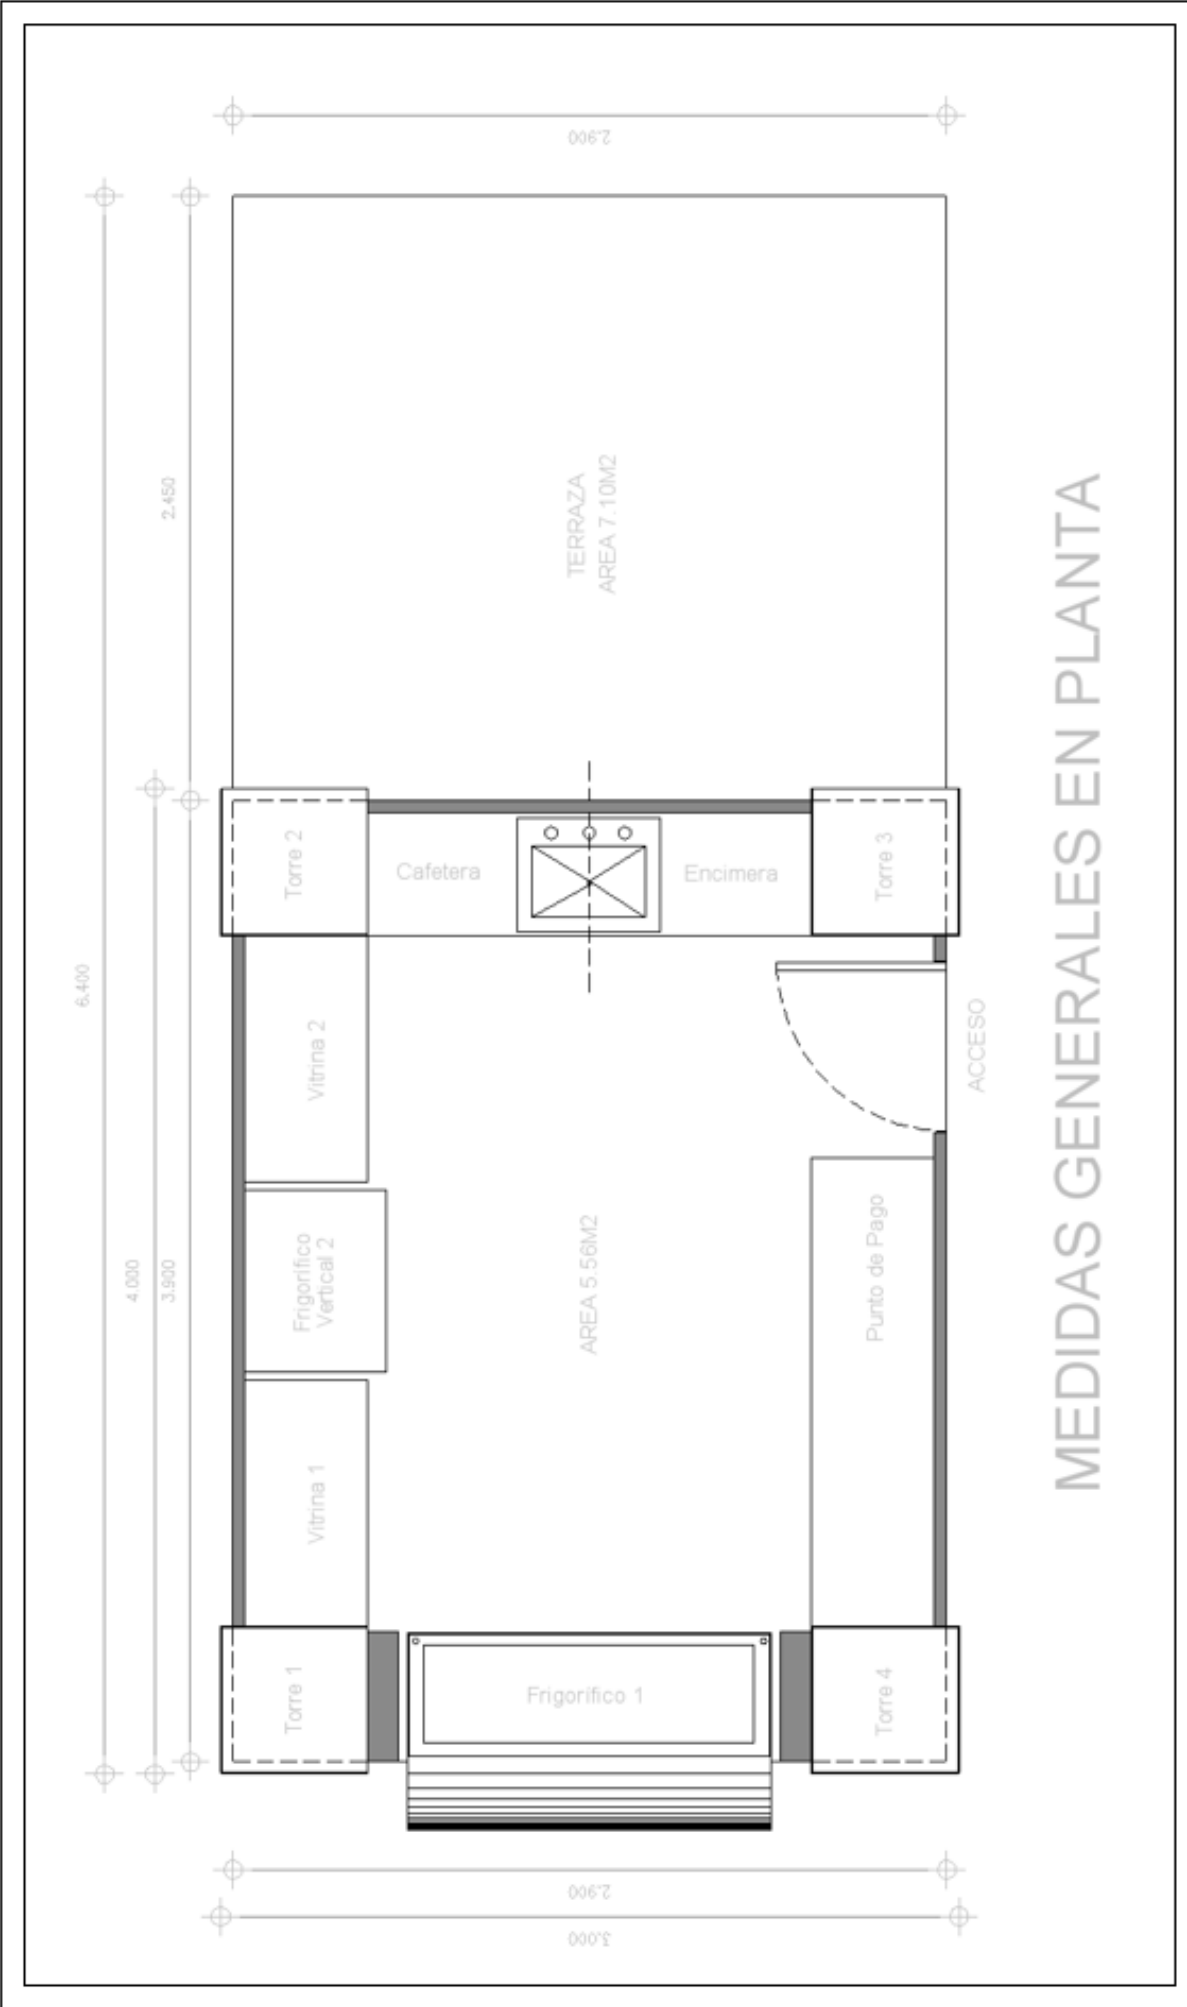 2.900
2.450
6.400
4.000
3.900
TERRAZA
AREA 7.10M2
Torre 2
Cafetera
Encimera
Torre 3
Vitrina 2
ACCESO
Frigorífico
Vertical 2
AREA 5.56M2
Punto de Pago
Vitrina 1
Torre 1
Frigorífico 1
Torre 4
2.900
3.000
MEDIDAS GENERALES EN PLANTA